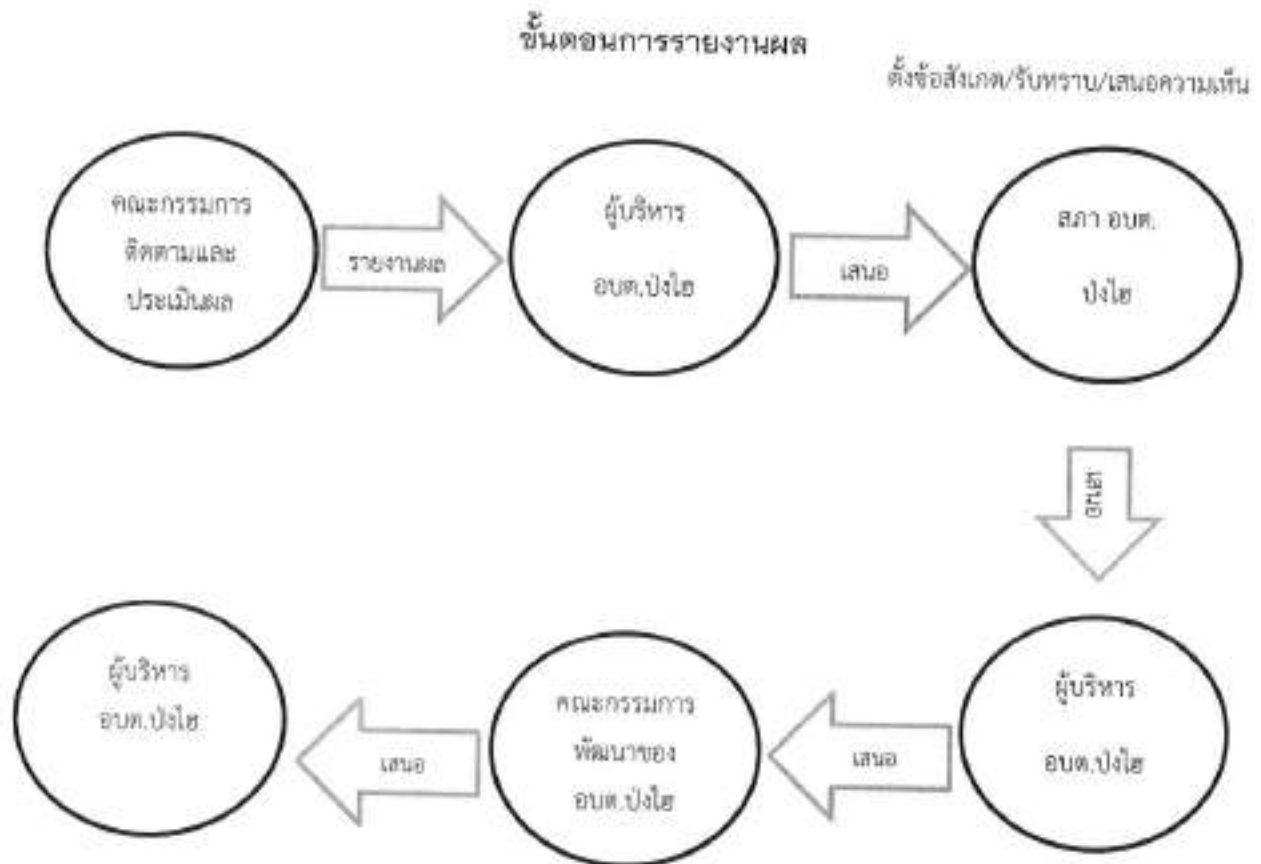 ขั้นตอนการรายงานผล
ตั้งข้อสังเกต/รับทราบ/เสนอความเห็น
คณะกรรมการ
ติดตามและ
ประเมินผล
รายงานผล
ผู้บริหาร
อบต.ป่งไฮ
เสนอ
สภา อบต.
ป่งไฮ
เสนอ
ผู้บริหาร
อบต.ป่งไฮ
เสนอ
คณะกรรมการ
พัฒนาของ
อบต.ป่งไฮ
เสนอ
ผู้บริหาร
อบต.ป่งไฮ